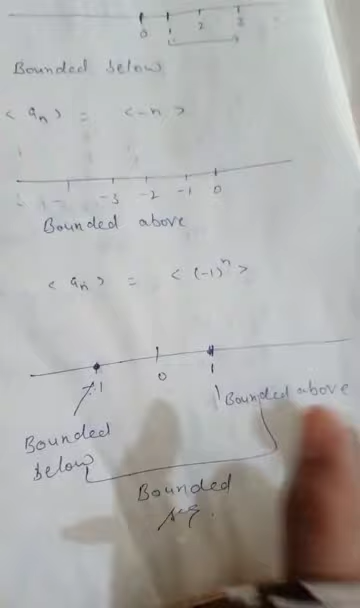 0 1 2 3
Bounded below
< aₙ > = < -n >
-3 -2 -1 0
Bounded above
< aₙ > = < (-1)ⁿ >
-1 0 1
Bounded above
Bounded
below
Bounded
seq.